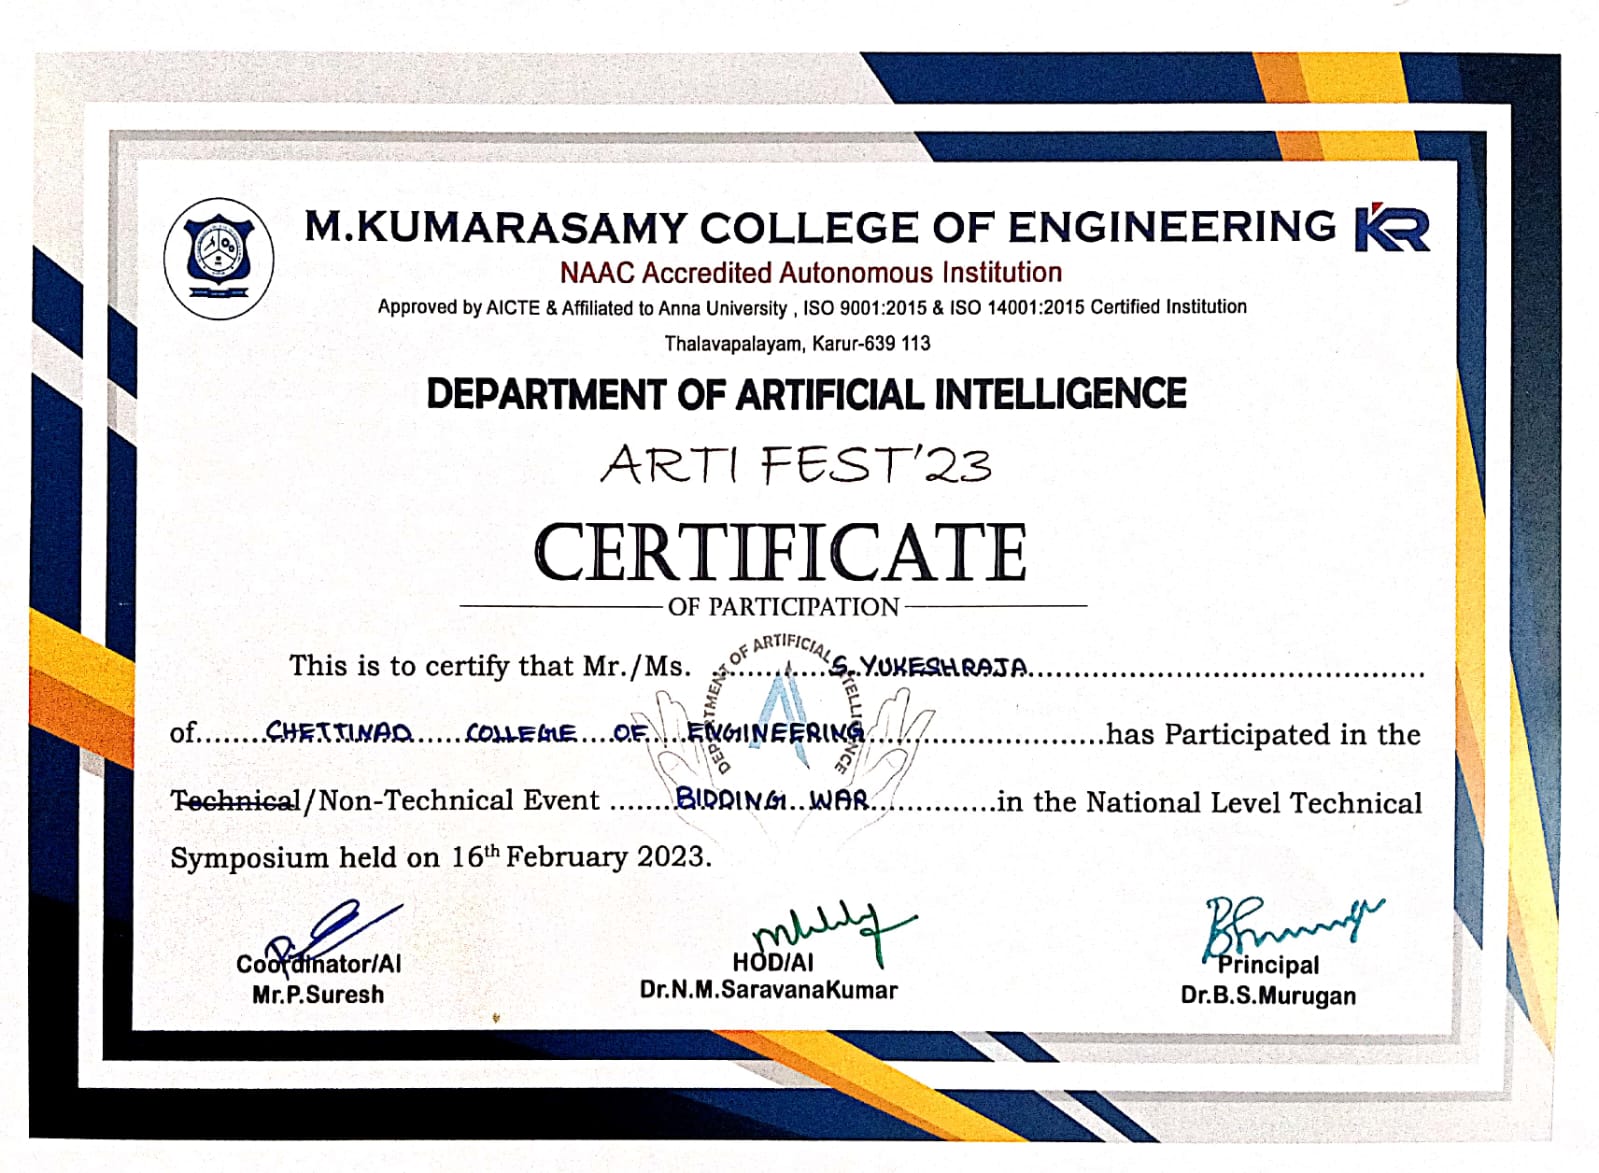 M.KUMARASAMY COLLEGE OF ENGINEERING KR
NAAC Accredited Autonomous Institution
Approved by AICTE & Affiliated to Anna University , ISO 9001:2015 & ISO 14001:2015 Certified Institution
Thalavapalayam, Karur-639 113
DEPARTMENT OF ARTIFICIAL INTELLIGENCE
ARTI FEST'23
CERTIFICATE
OF PARTICIPATION
DEPARTMENT OF ARTIFICIAL INTELLIGENCE
This is to certify that Mr./Ms. S.YUKESHRAJA
of CHETTINAD COLLEGE OF ENGINEERING has Participated in the
Technical/Non-Technical Event BIDDING WAR in the National Level Technical
Symposium held on 16th February 2023.
Coordinator/AI
Mr.P.Suresh
HOD/AI
Dr.N.M.SaravanaKumar
Principal
Dr.B.S.Murugan